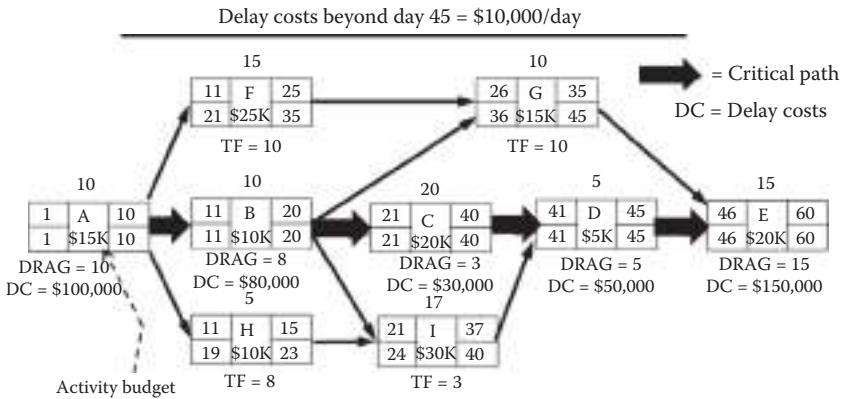 Delay costs beyond day 45 = $10,000/day
15
11 F 25
21 $25K 35
TF = 10
10
26 G 35
36 $15K 45
TF = 10
= Critical path
DC = Delay costs
10
1 A 10
1 $15K 10
DRAG = 10
DC = $100,000
10
11 B 20
11 $10K 20
DRAG = 8
DC = $80,000
20
21 C 40
21 $20K 40
DRAG = 3
DC = $30,000
5
41 D 45
41 $5K 45
DRAG = 5
DC = $50,000
15
46 E 60
46 $20K 60
DRAG = 15
DC = $150,000
5
11 H 15
19 $10K 23
TF = 8
17
21 I 37
24 $30K 40
TF = 3
Activity budget